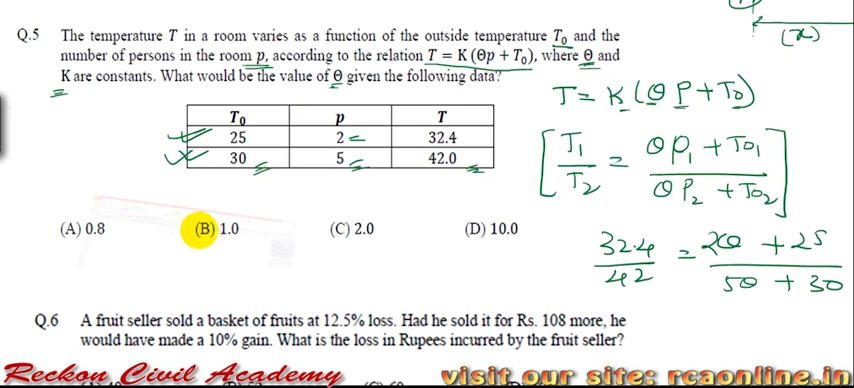 Q.5 The temperature T in a room varies as a function of the outside temperature T₀ and the
number of persons in the room p, according to the relation T = K (Θp + T₀), where Θ and
K are constants. What would be the value of Θ given the following data?
T₀ p T
25 2 32.4
30 5 42.0
(A) 0.8 (B) 1.0 (C) 2.0 (D) 10.0
(x)
T = K (Θ P + T₀)
T₁ / T₂ = ΘP₁ + T₀₁ / ΘP₂ + T₀₂
32.4 / 42 = 2Θ + 25 / 5Θ + 30
Q.6 A fruit seller sold a basket of fruits at 12.5% loss. Had he sold it for Rs. 108 more, he
would have made a 10% gain. What is the loss in Rupees incurred by the fruit seller?
Reckon Civil Academy
visit our site: rcaonline.in